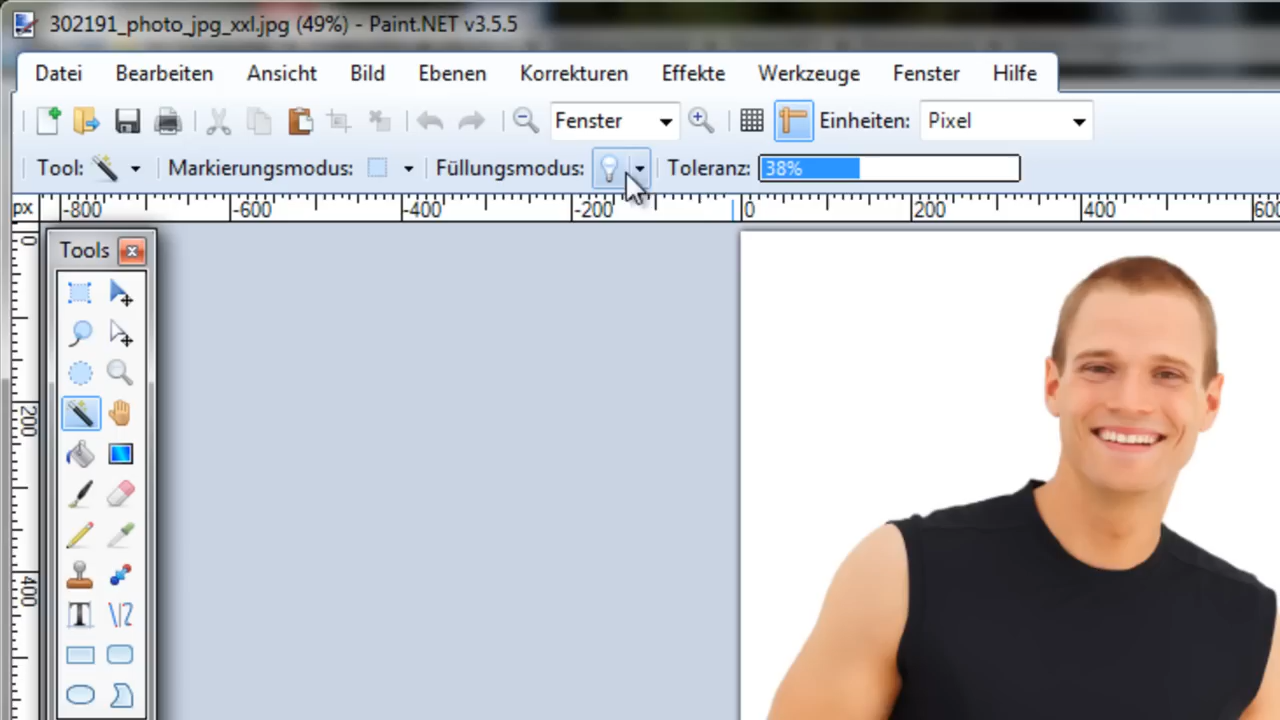 302191_photo_jpg_xxl.jpg (49%) - Paint.NET v3.5.5
Datei Bearbeiten Ansicht Bild Ebenen Korrekturen Effekte Werkzeuge Fenster Hilfe
Fenster Einheiten: Pixel
Tool: Markierungsmodus: Füllungsmodus: Toleranz: 38%
px -800 -600 -400 -200 0 200 400 600
Tools
0
200
400
T